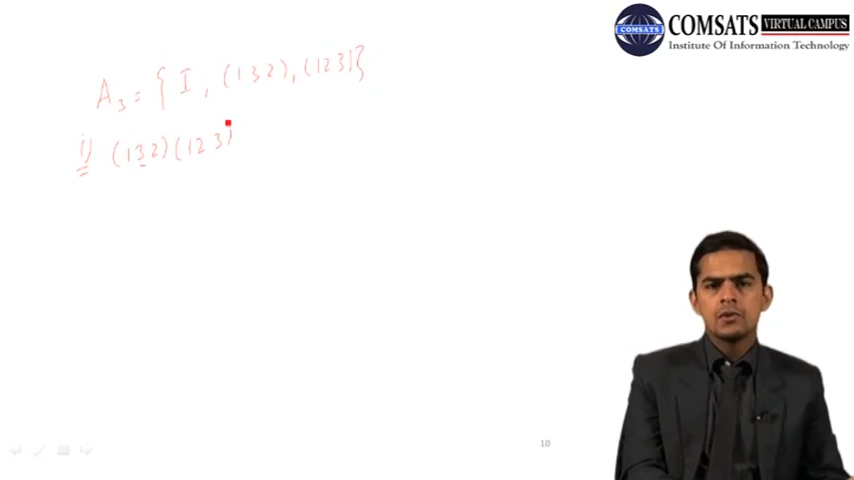 COMSATS VIRTUAL CAMPUS
Institute Of Information Technology
A₃ = { I, (1 3 2), (1 2 3)}
i) (1 3 2)(1 2 3)
10